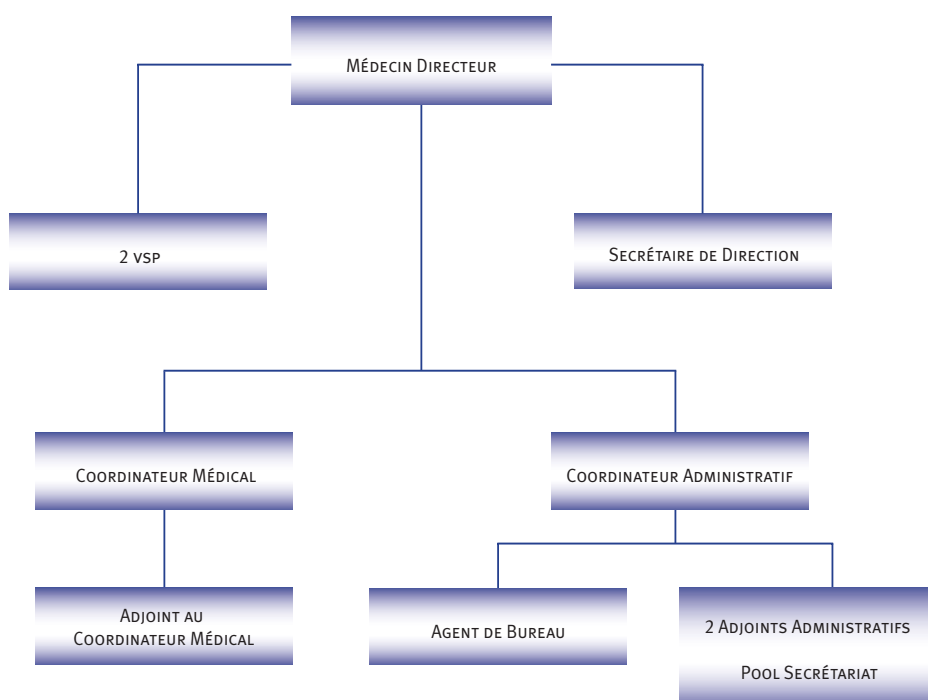 Médecin Directeur
2 vsp
Secrétaire de Direction
Coordinateur Médical
Coordinateur Administratif
Adjoint au
Coordinateur Médical
Agent de Bureau
2 Adjoints Administratifs
Pool Secrétariat